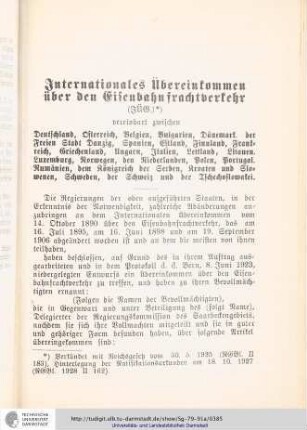 Internationales Übereinkommen
über den Eisenbahnfrachtverkehr
(IÜG.)*)
vereinbart zwischen
Deutschland, Österreich, Belgien, Bulgarien, Dänemark, der
Freien Stadt Danzig, Spanien, Estland, Finnland, Frank-
reich, Griechenland, Ungarn, Italien, Lettland, Litauen,
Luxemburg, Norwegen, den Niederlanden, Polen, Portugal,
Rumänien, dem Königreich der Serben, Kroaten und Slo-
wenen, Schweden, der Schweiz und der Tschechoslowakei.
Die Regierungen der oben aufgeführten Staaten, in der
Erkenntnis der Notwendigkeit, zahlreiche Abänderungen an-
zubringen an dem Internationalen Übereinkommen vom
14. Oktober 1890 über den Eisenbahnfrachtverkehr, das am
16. Juli 1895, am 16. Juni 1898 und am 19. September
1906 abgeändert worden ist und an dem die meisten von ihnen
teilhaben,
haben beschlossen, auf Grund des in ihrem Auftrag aus-
gearbeiteten und in dem Protokoll d. d. Bern, 8. Juni 1923,
niedergelegten Entwurfs ein Übereinkommen über den Eisen-
bahnfrachtverkehr zu treffen, und haben zu ihren Bevollmäch-
tigten ernannt:
(Folgen die Namen der Bevollmächtigten),
die in Gegenwart und unter Beteiligung des (folgt Name),
Delegierter der Regierungskommission des Saarbeckengebiets,
nachdem sie sich ihre Vollmachten mitgeteilt und sie in guter
und gehöriger Form befunden haben, über folgende Artikel
übereingekommen sind:
*) Verkündet mit Reichsgesetz vom 30. 5. 1925 (RGBl. II
183), Hinterlegung der Ratifikationsurkunden am 18. 10. 1927
(RGBl. 1928 II 162)
TECHNISCHE
UNIVERSITÄT
DARMSTADT
http://tudigit.ulb.tu-darmstadt.de/show/Sg-79-91a/0385
Universitäts- und Landesbibliothek Darmstadt